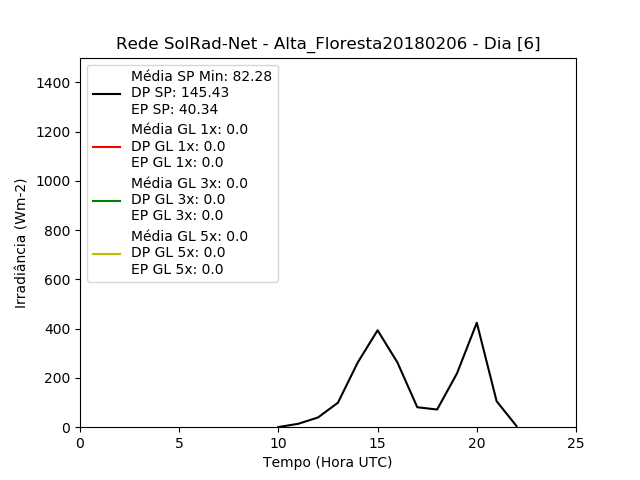 Rede SolRad-Net - Alta_Floresta20180206 - Dia [6]
Média SP Min: 82.28
DP SP: 145.43
EP SP: 40.34
Média GL 1x: 0.0
DP GL 1x: 0.0
EP GL 1x: 0.0
Média GL 3x: 0.0
DP GL 3x: 0.0
EP GL 3x: 0.0
Média GL 5x: 0.0
DP GL 5x: 0.0
EP GL 5x: 0.0
1400
1200
1000
800
600
400
200
0
Irradiância (Wm-2)
0 5 10 15 20 25
Tempo (Hora UTC)